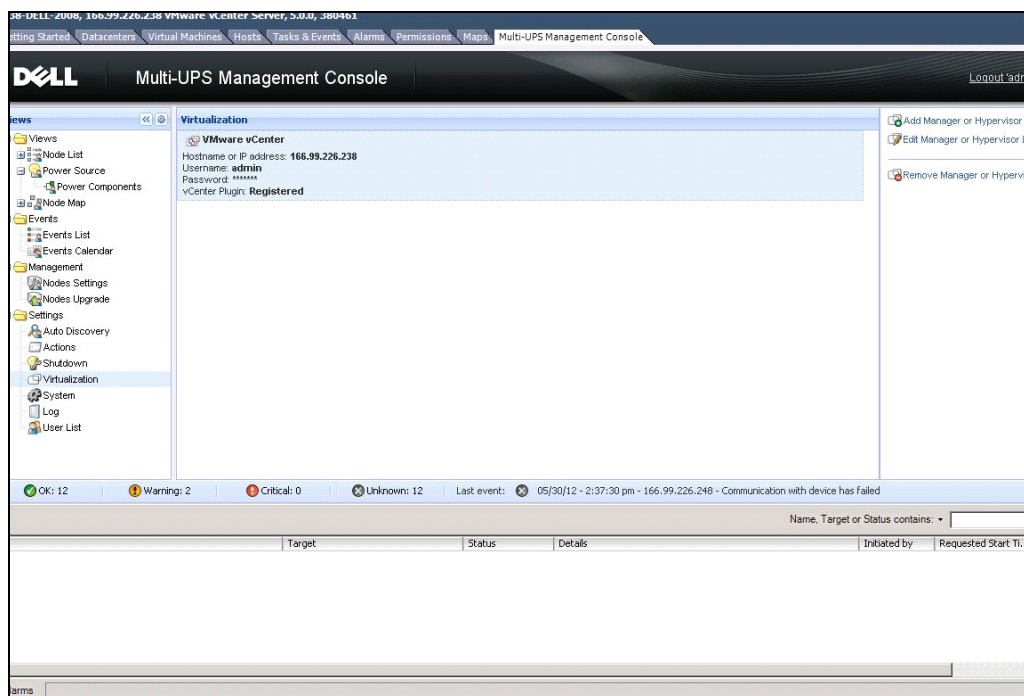 38-DELL-2008, 166.99.226.238 VMware vCenter Server, 5.0.0, 380461
etting Started Datacenters Virtual Machines Hosts Tasks & Events Alarms Permissions Maps Multi-UPS Management Console
DELL Multi-UPS Management Console Logout 'adm
iews
Views
Node List
Power Source
Power Components
Node Map
Events
Events List
Events Calendar
Management
Nodes Settings
Nodes Upgrade
Settings
Auto Discovery
Actions
Shutdown
Virtualization
System
Log
User List
Virtualization
VMware vCenter
Hostname or IP address: 166.99.226.238
Username: admin
Password: *******
vCenter Plugin: Registered
Add Manager or Hypervisor
Edit Manager or Hypervisor
Remove Manager or Hypervi
OK: 12 Warning: 2 Critical: 0 Unknown: 12 Last event: 05/30/12 - 2:37:30 pm - 166.99.226.248 - Communication with device has failed
Name, Target or Status contains:
Target Status Details Initiated by Requested Start Ti.
larms